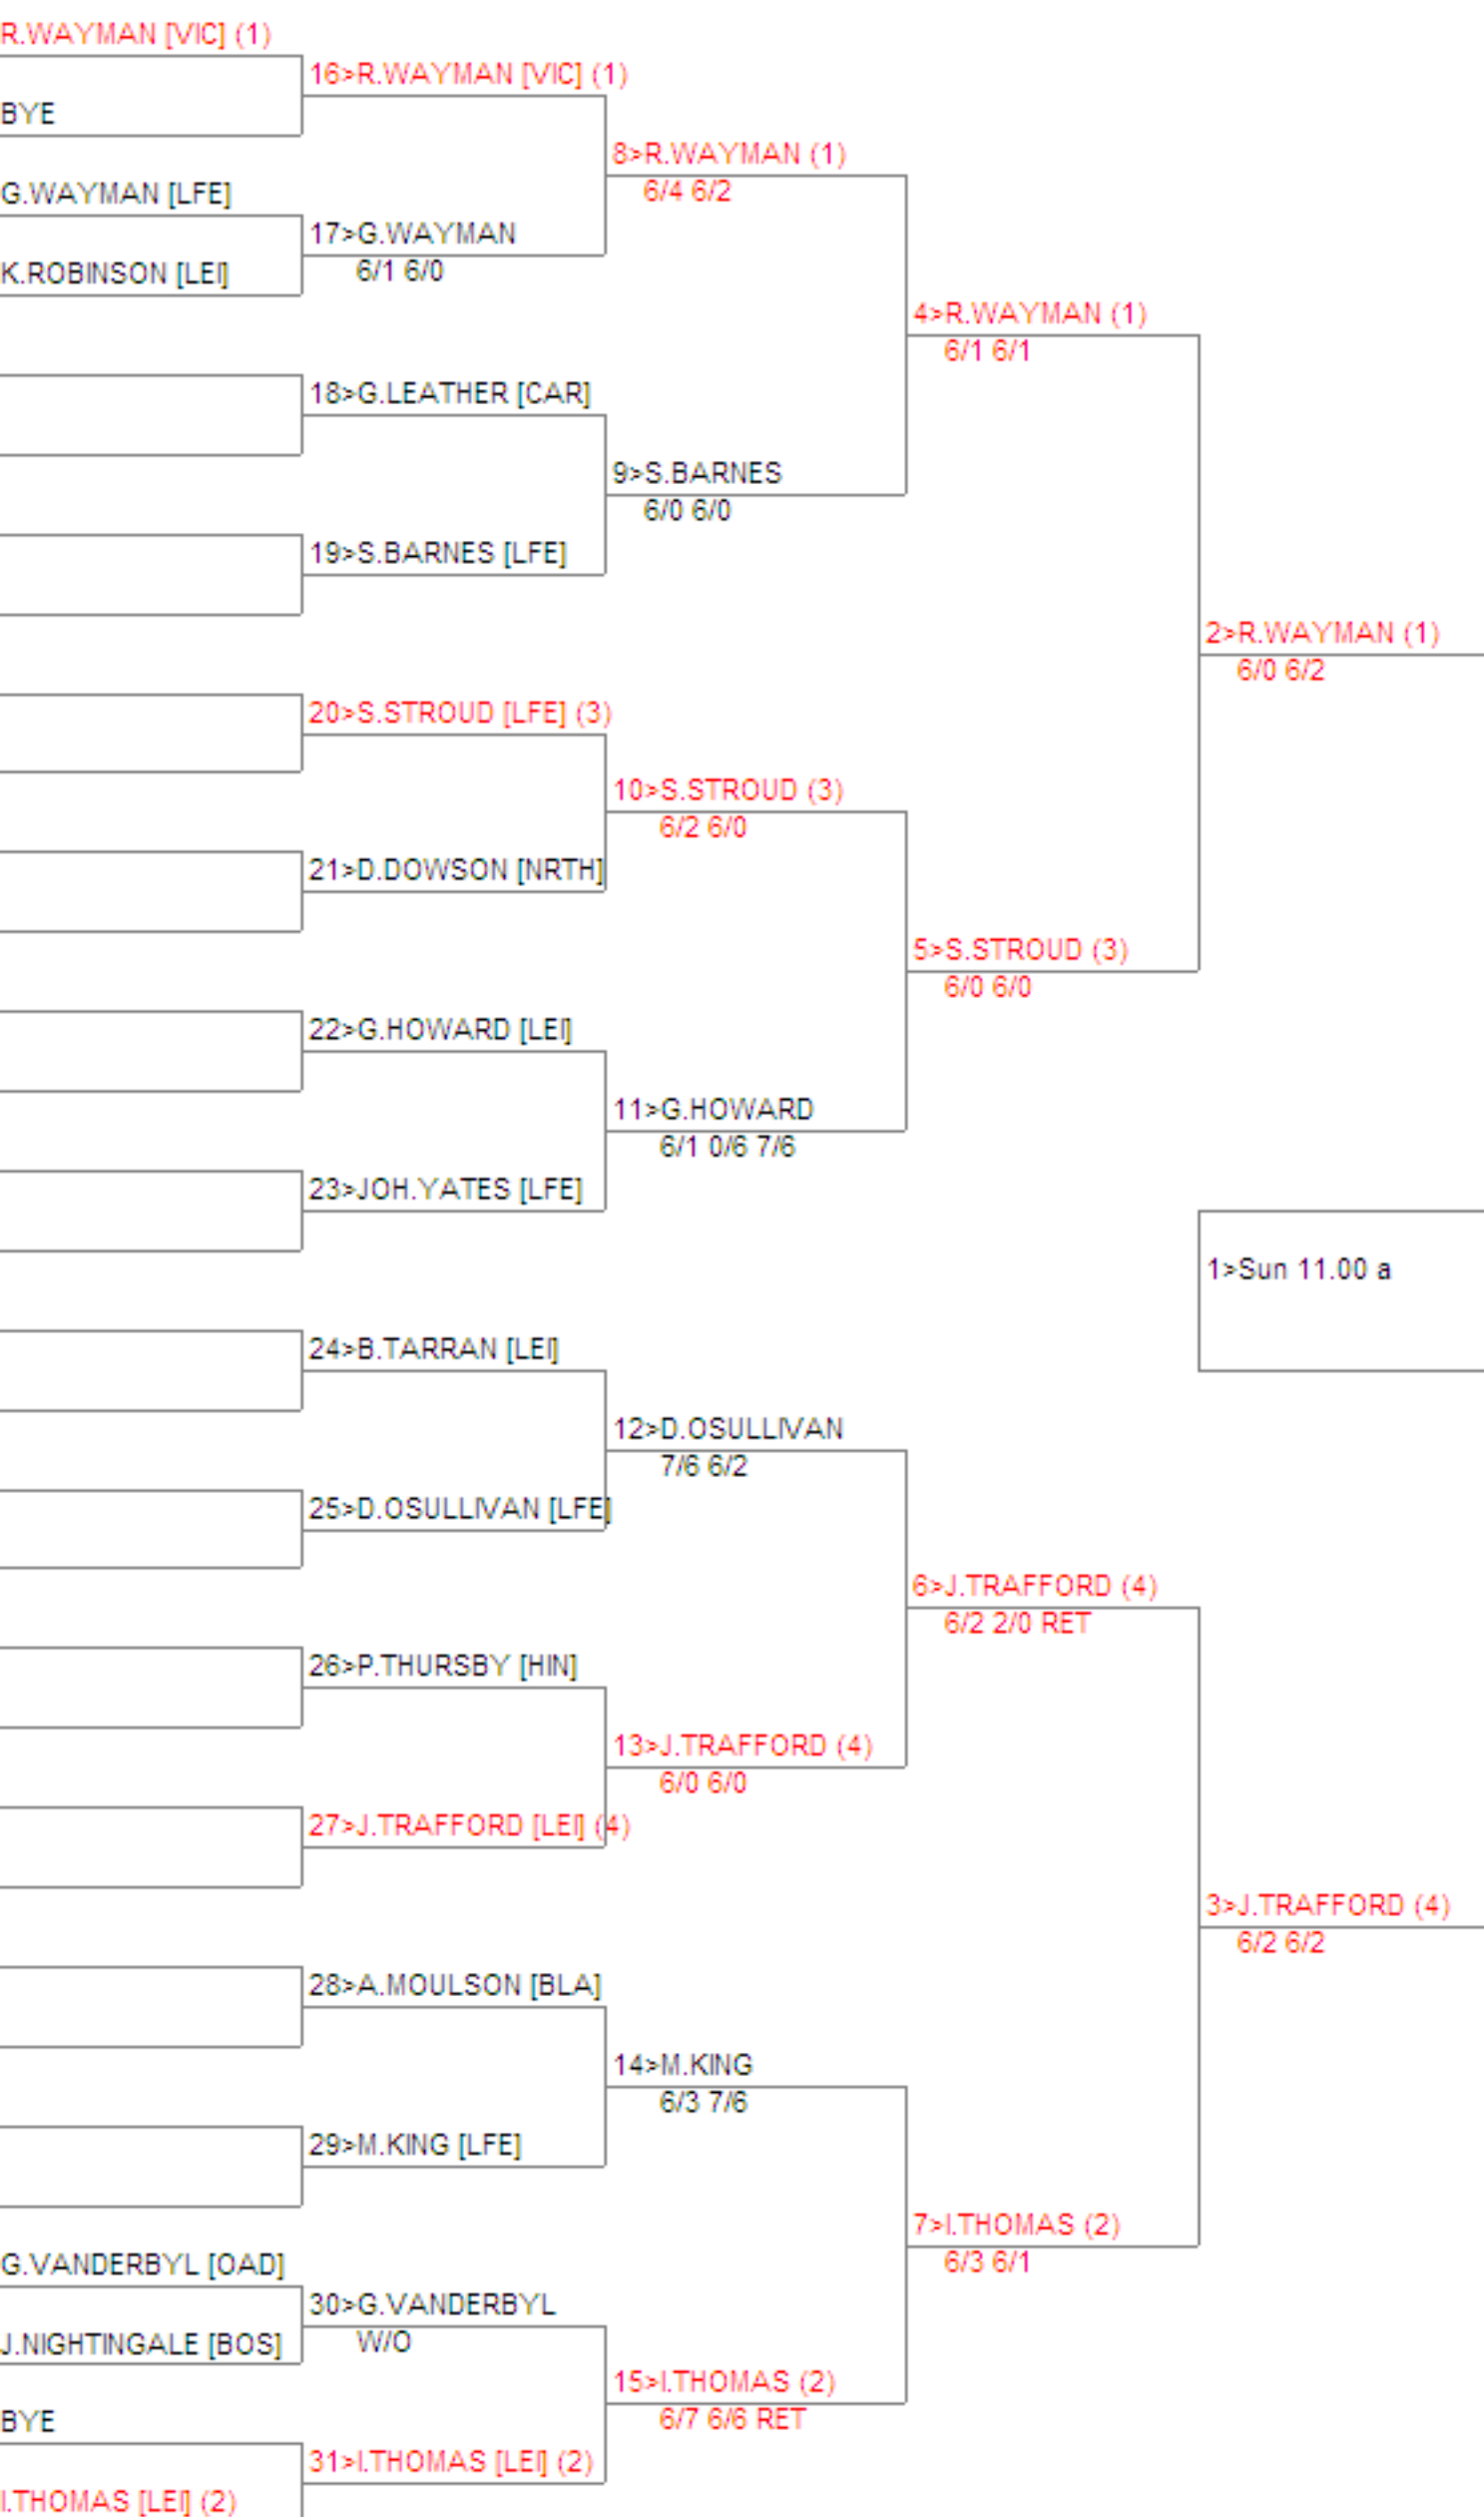 R.WAYMAN [VIC] (1)
16>R.WAYMAN [VIC] (1)
BYE
8>R.WAYMAN (1)
6/4 6/2
G.WAYMAN [LFE]
17>G.WAYMAN
6/1 6/0
K.ROBINSON [LEI]
4>R.WAYMAN (1)
6/1 6/1
18>G.LEATHER [CAR]
9>S.BARNES
6/0 6/0
19>S.BARNES [LFE]
2>R.WAYMAN (1)
6/0 6/2
20>S.STROUD [LFE] (3)
10>S.STROUD (3)
6/2 6/0
21>D.DOWSON [NRTH]
5>S.STROUD (3)
6/0 6/0
22>G.HOWARD [LEI]
11>G.HOWARD
6/1 0/6 7/6
23>JOH.YATES [LFE]
1>Sun 11.00 a
24>B.TARRAN [LEI]
12>D.OSULLIVAN
7/6 6/2
25>D.OSULLIVAN [LFE]
6>J.TRAFFORD (4)
6/2 2/0 RET
26>P.THURSBY [HIN]
13>J.TRAFFORD (4)
6/0 6/0
27>J.TRAFFORD [LEI] (4)
3>J.TRAFFORD (4)
6/2 6/2
28>A.MOULSON [BLA]
14>M.KING
6/3 7/6
29>M.KING [LFE]
7>I.THOMAS (2)
6/3 6/1
G.VANDERBYL [OAD]
30>G.VANDERBYL
W/O
J.NIGHTINGALE [BOS]
15>I.THOMAS (2)
6/7 6/6 RET
BYE
31>I.THOMAS [LEI] (2)
I.THOMAS [LEI] (2)